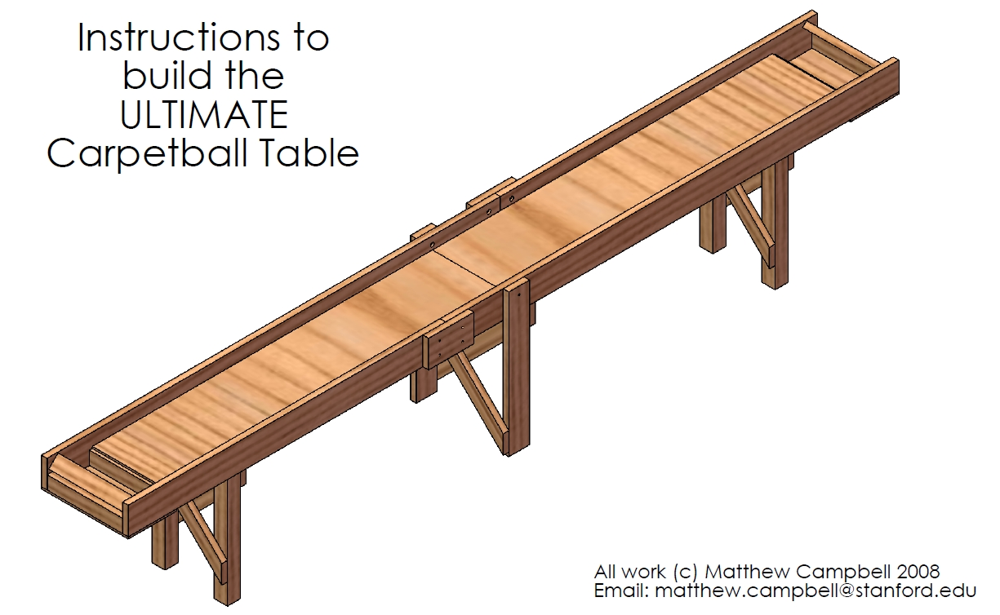 Instructions to
build the
ULTIMATE
Carpetball Table
All work (c) Matthew Campbell 2008
Email: matthew.campbell@stanford.edu